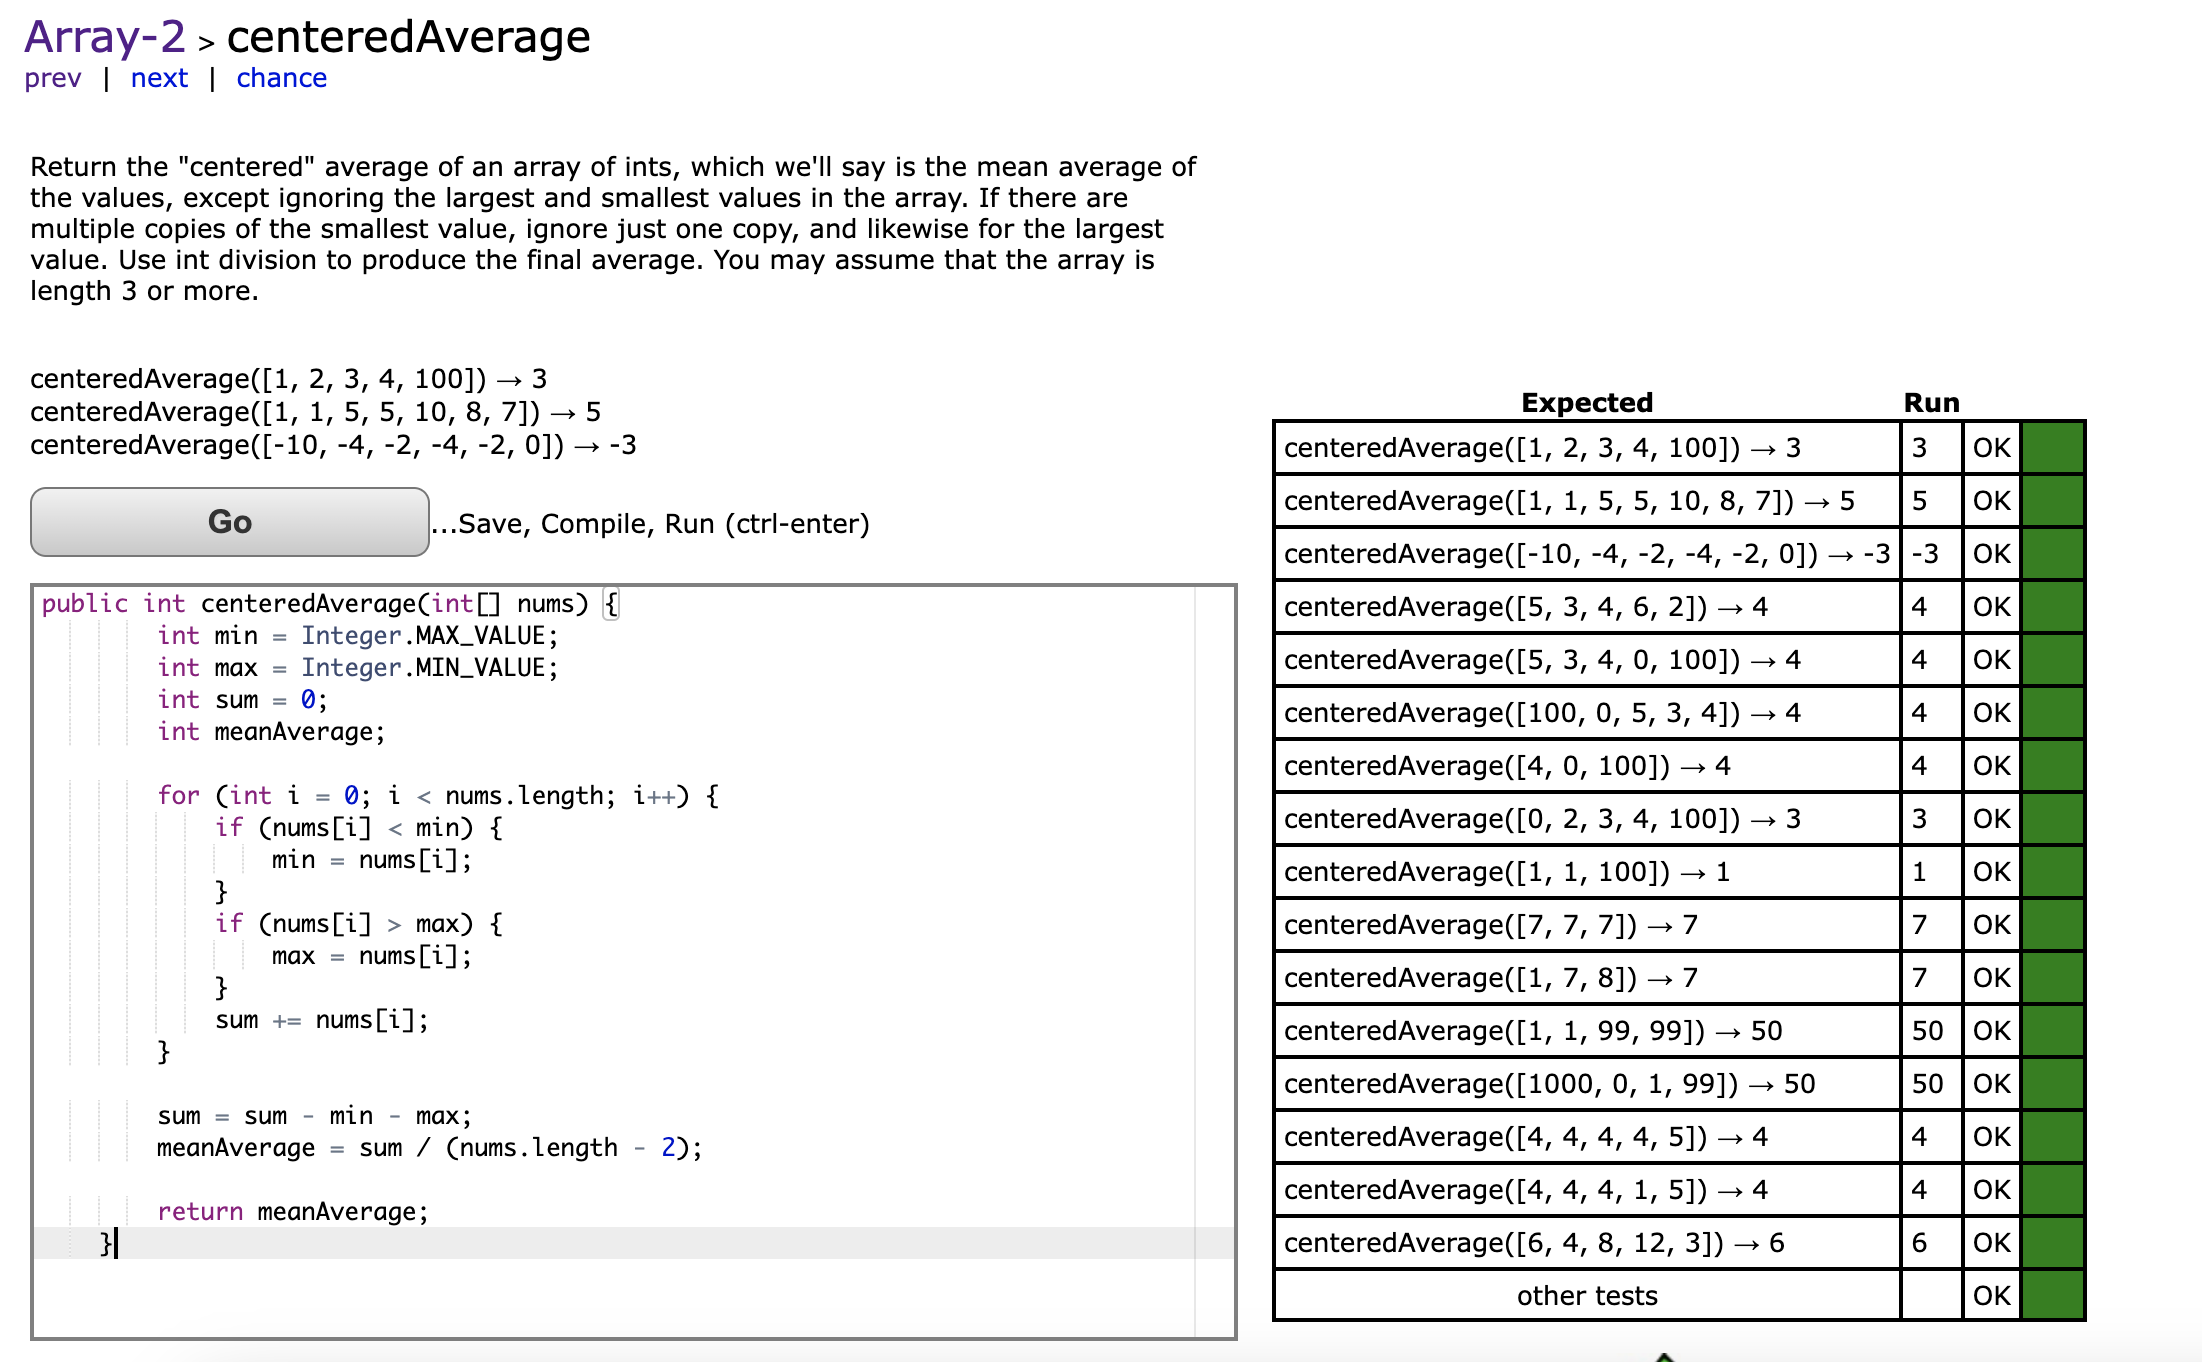 Array-2 > centeredAverage
prev | next | chance
Return the "centered" average of an array of ints, which we'll say is the mean average of
the values, except ignoring the largest and smallest values in the array. If there are
multiple copies of the smallest value, ignore just one copy, and likewise for the largest
value. Use int division to produce the final average. You may assume that the array is
length 3 or more.
centeredAverage([1, 2, 3, 4, 100]) → 3
centeredAverage([1, 1, 5, 5, 10, 8, 7]) → 5
centeredAverage([-10, -4, -2, -4, -2, 0]) → -3
Go ...Save, Compile, Run (ctrl-enter)
public int centeredAverage(int[] nums) {
int min = Integer.MAX_VALUE;
int max = Integer.MIN_VALUE;
int sum = 0;
int meanAverage;
for (int i = 0; i < nums.length; i++) {
if (nums[i] < min) {
min = nums[i];
}
if (nums[i] > max) {
max = nums[i];
}
sum += nums[i];
}
sum = sum - min - max;
meanAverage = sum / (nums.length - 2);
return meanAverage;
}
Expected Run
centeredAverage([1, 2, 3, 4, 100]) → 3 3 OK
centeredAverage([1, 1, 5, 5, 10, 8, 7]) → 5 5 OK
centeredAverage([-10, -4, -2, -4, -2, 0]) → -3 -3 OK
centeredAverage([5, 3, 4, 6, 2]) → 4 4 OK
centeredAverage([5, 3, 4, 0, 100]) → 4 4 OK
centeredAverage([100, 0, 5, 3, 4]) → 4 4 OK
centeredAverage([4, 0, 100]) → 4 4 OK
centeredAverage([0, 2, 3, 4, 100]) → 3 3 OK
centeredAverage([1, 1, 100]) → 1 1 OK
centeredAverage([7, 7, 7]) → 7 7 OK
centeredAverage([1, 7, 8]) → 7 7 OK
centeredAverage([1, 1, 99, 99]) → 50 50 OK
centeredAverage([1000, 0, 1, 99]) → 50 50 OK
centeredAverage([4, 4, 4, 4, 5]) → 4 4 OK
centeredAverage([4, 4, 4, 1, 5]) → 4 4 OK
centeredAverage([6, 4, 8, 12, 3]) → 6 6 OK
other tests OK